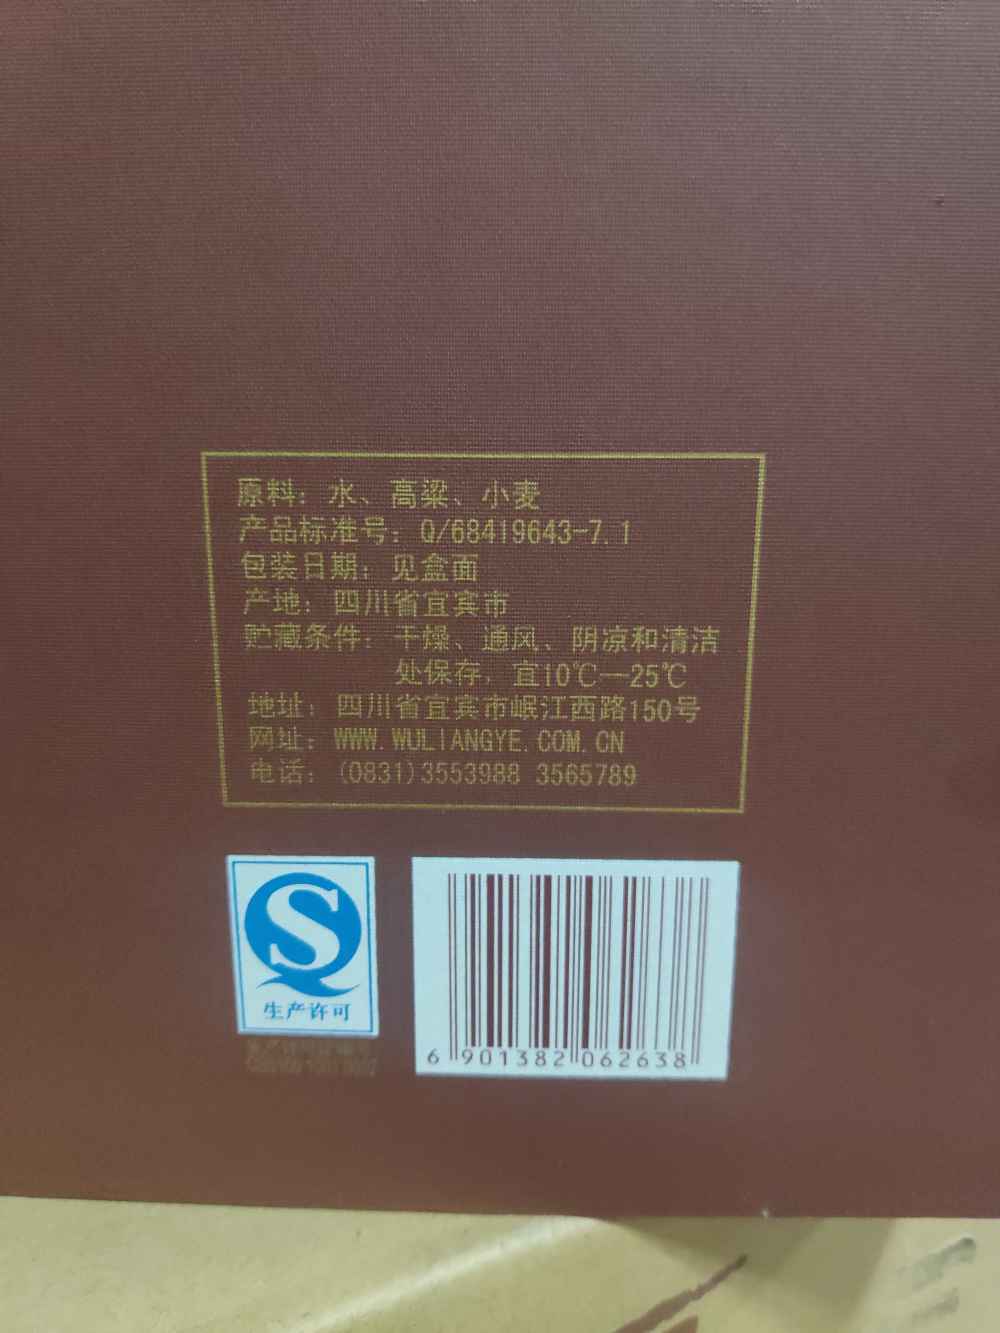 原料：水、高粱、小麦
产品标准号：Q/68419643-7.1
包装日期：见盒面
产地：四川省宜宾市
贮藏条件：干燥、通风、阴凉和清洁
处保存，宜10℃—25℃
地址：四川省宜宾市岷江西路150号
网址：WWW.WULIANGYE.COM.CN
电话：(0831)3553988 3565789
生产许可
6 901382 062638